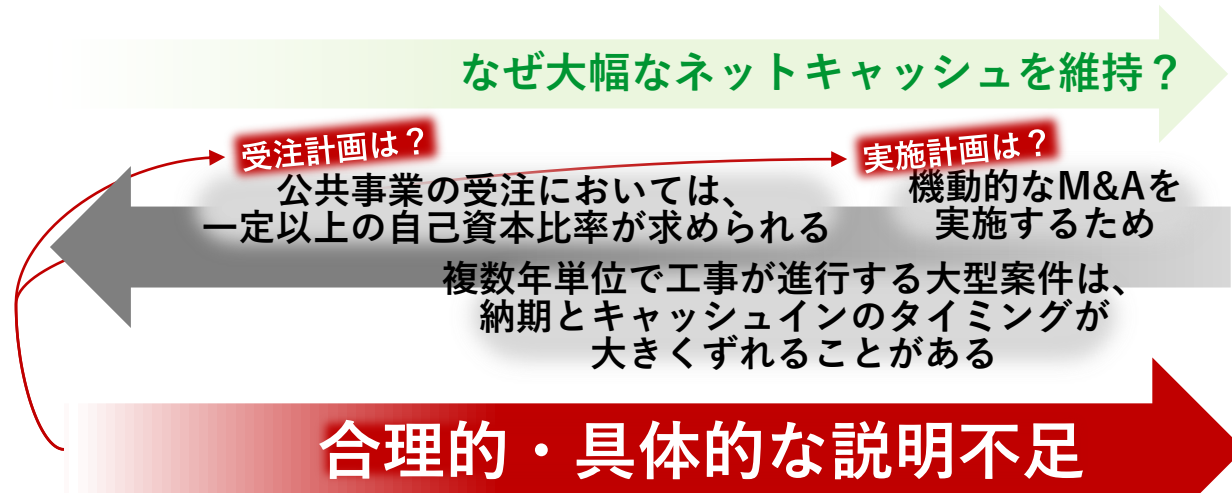 なぜ大幅なネットキャッシュを維持？
受注計画は？
公共事業の受注においては、
一定以上の自己資本比率が求められる
実施計画は？
機動的なM&Aを
実施するため
複数年単位で工事が進行する大型案件は、
納期とキャッシュインのタイミングが
大きくずれることがある
合理的・具体的な説明不足